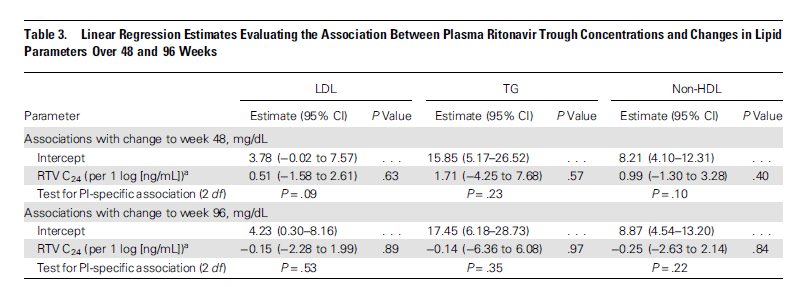 Table 3. Linear Regression Estimates Evaluating the Association Between Plasma Ritonavir Trough Concentrations and Changes in Lipid
Parameters Over 48 and 96 Weeks
LDL TG Non-HDL
Parameter Estimate (95% CI) P Value Estimate (95% CI) P Value Estimate (95% CI) P Value
Associations with change to week 48, mg/dL
Intercept 3.78 (−0.02 to 7.57) ... 15.85 (5.17–26.52) ... 8.21 (4.10–12.31) ...
RTV C24 (per 1 log [ng/mL])a 0.51 (−1.58 to 2.61) .63 1.71 (−4.25 to 7.68) .57 0.99 (−1.30 to 3.28) .40
Test for PI-specific association (2 df) P = .09 P = .23 P = .10
Associations with change to week 96, mg/dL
Intercept 4.23 (0.30–8.16) ... 17.45 (6.18–28.73) ... 8.87 (4.54–13.20) ...
RTV C24 (per 1 log [ng/mL])a −0.15 (−2.28 to 1.99) .89 −0.14 (−6.36 to 6.08) .97 −0.25 (−2.63 to 2.14) .84
Test for PI-specific association (2 df) P = .53 P = .35 P = .22